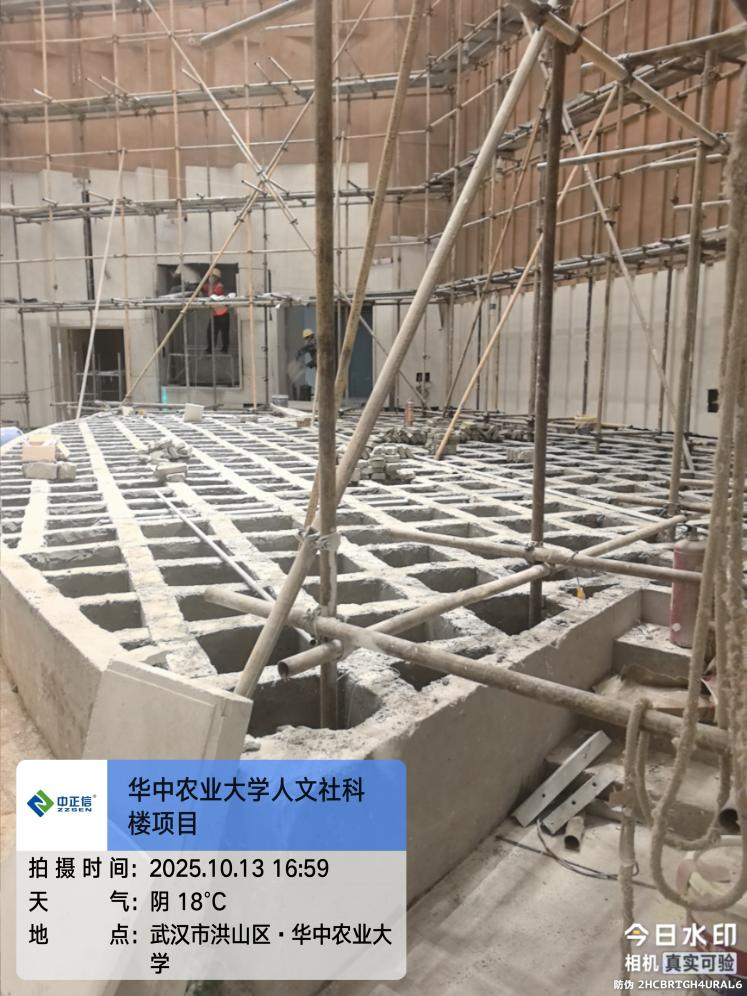 中正信
ZZSEN
华中农业大学人文社科
楼项目
拍摄时间: 2025.10.13 16:59
天气: 阴 18°C
地点: 武汉市洪山区·华中农业大
学
今日水印
相机 真实可验
防伪 2HCBRTGH4URAL6